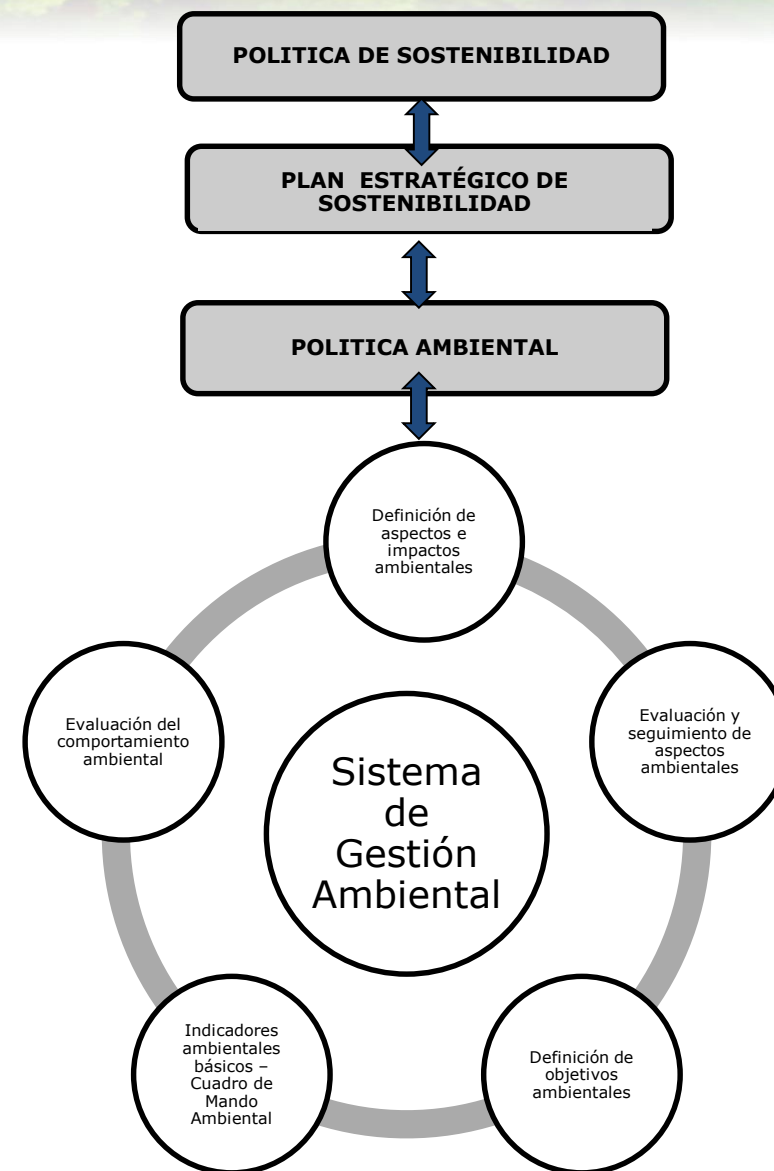 POLITICA DE SOSTENIBILIDAD
PLAN ESTRATÉGICO DE
SOSTENIBILIDAD
POLITICA AMBIENTAL
Definición de
aspectos e
impactos
ambientales
Evaluación y
seguimiento de
aspectos
ambientales
Definición de
objetivos
ambientales
Indicadores
ambientales
básicos –
Cuadro de
Mando
Ambiental
Evaluación del
comportamiento
ambiental
Sistema
de
Gestión
Ambiental